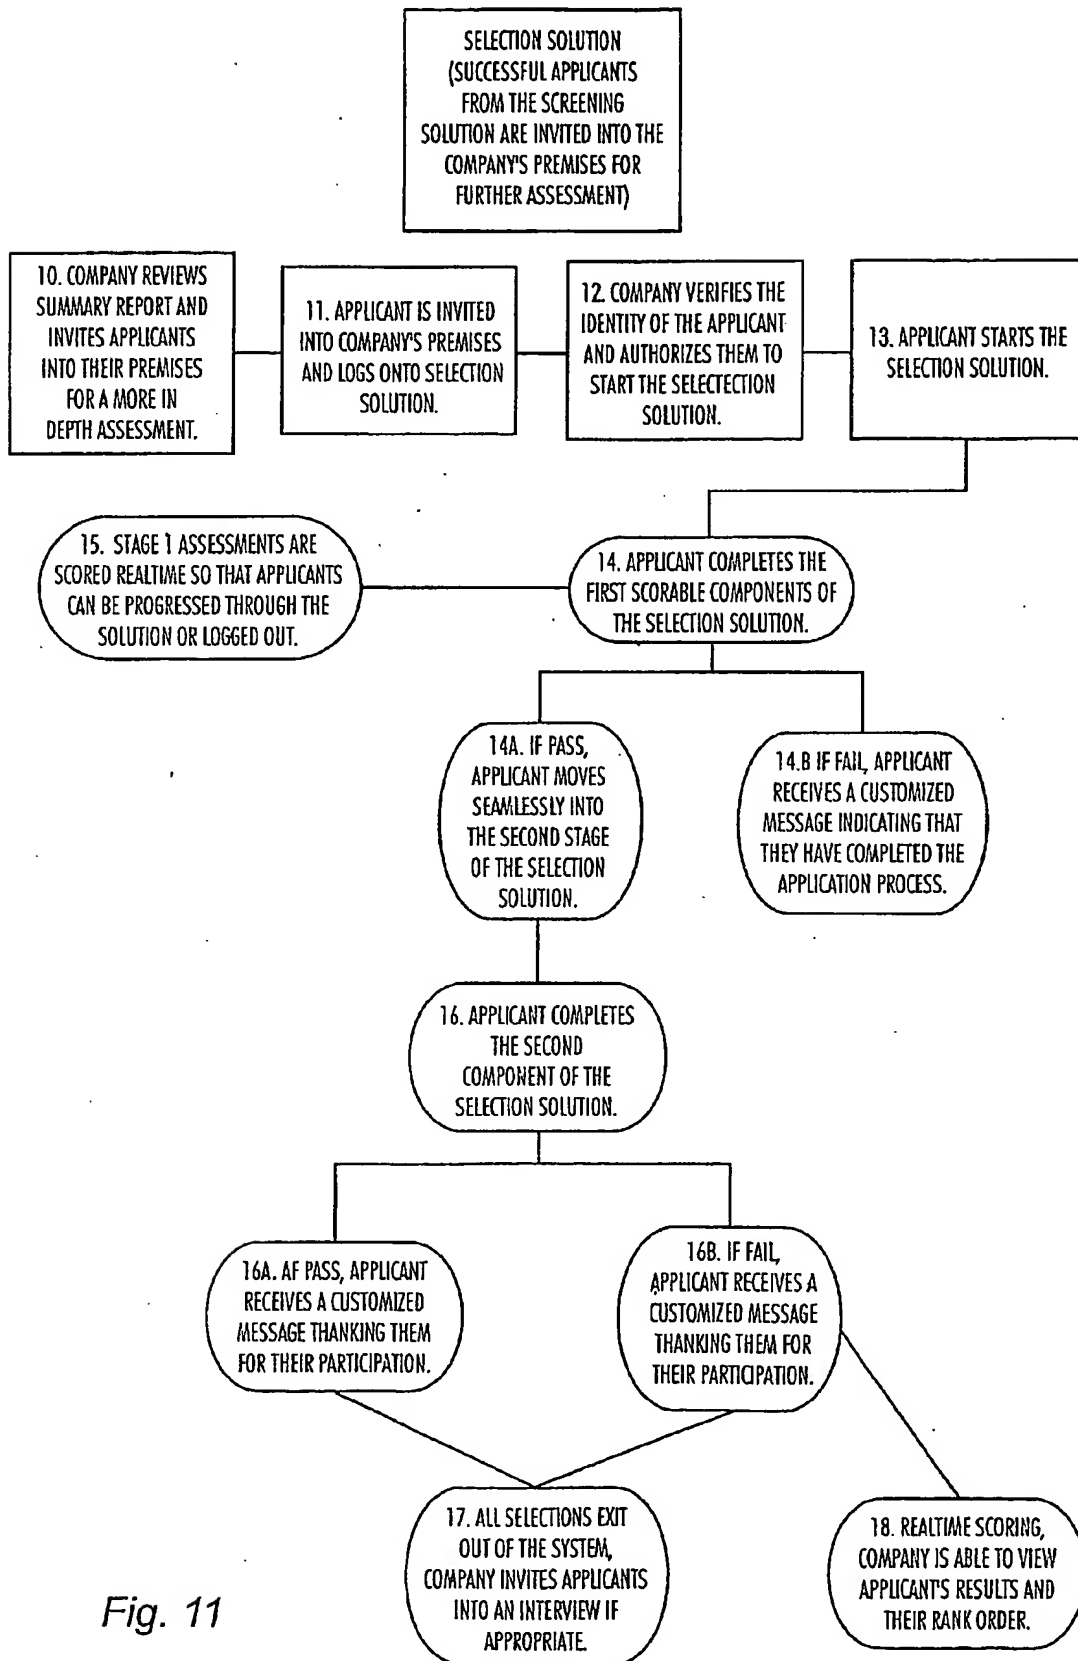 SELECTION SOLUTION
(SUCCESSFUL APPLICANTS
FROM THE SCREENING
SOLUTION ARE INVITED INTO THE
COMPANY'S PREMISES FOR
FURTHER ASSESSMENT)
10. COMPANY REVIEWS
SUMMARY REPORT AND
INVITES APPLICANTS
INTO THEIR PREMISES
FOR A MORE IN
DEPTH ASSESSMENT.
11. APPLICANT IS INVITED
INTO COMPANY'S PREMISES
AND LOGS ONTO SELECTION
SOLUTION.
12. COMPANY VERIFIES THE
IDENTITY OF THE APPLICANT
AND AUTHORIZES THEM TO
START THE SELECTECTION
SOLUTION.
13. APPLICANT STARTS THE
SELECTION SOLUTION.
15. STAGE 1 ASSESSMENTS ARE
SCORED REALTIME SO THAT APPLICANTS
CAN BE PROGRESSED THROUGH THE
SOLUTION OR LOGGED OUT.
14. APPLICANT COMPLETES THE
FIRST SCORABLE COMPONENTS OF
THE SELECTION SOLUTION.
14A. IF PASS,
APPLICANT MOVES
SEAMLESSLY INTO
THE SECOND STAGE
OF THE SELECTION
SOLUTION.
14.B IF FAIL, APPLICANT
RECEIVES A CUSTOMIZED
MESSAGE INDICATING THAT
THEY HAVE COMPLETED THE
APPLICATION PROCESS.
16. APPLICANT COMPLETES
THE SECOND
COMPONENT OF THE
SELECTION SOLUTION.
16A. AF PASS, APPLICANT
RECEIVES A CUSTOMIZED
MESSAGE THANKING THEM
FOR THEIR PARTICIPATION.
16B. IF FAIL,
APPLICANT RECEIVES A
CUSTOMIZED MESSAGE
THANKING THEM FOR
THEIR PARTICIPATION.
17. ALL SELECTIONS EXIT
OUT OF THE SYSTEM,
COMPANY INVITES APPLICANTS
INTO AN INTERVIEW IF
APPROPRIATE.
18. REALTIME SCORING,
COMPANY IS ABLE TO VIEW
APPLICANT'S RESULTS AND
THEIR RANK ORDER.
Fig. 11